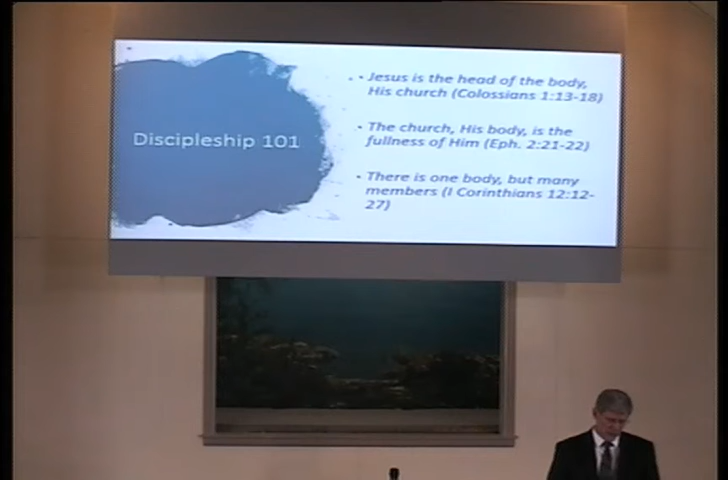 Discipleship 101
• Jesus is the head of the body,
His church (Colossians 1:13-18)
• The church, His body, is the
fullness of Him (Eph. 2:21-22)
• There is one body, but many
members (I Corinthians 12:12-
27)